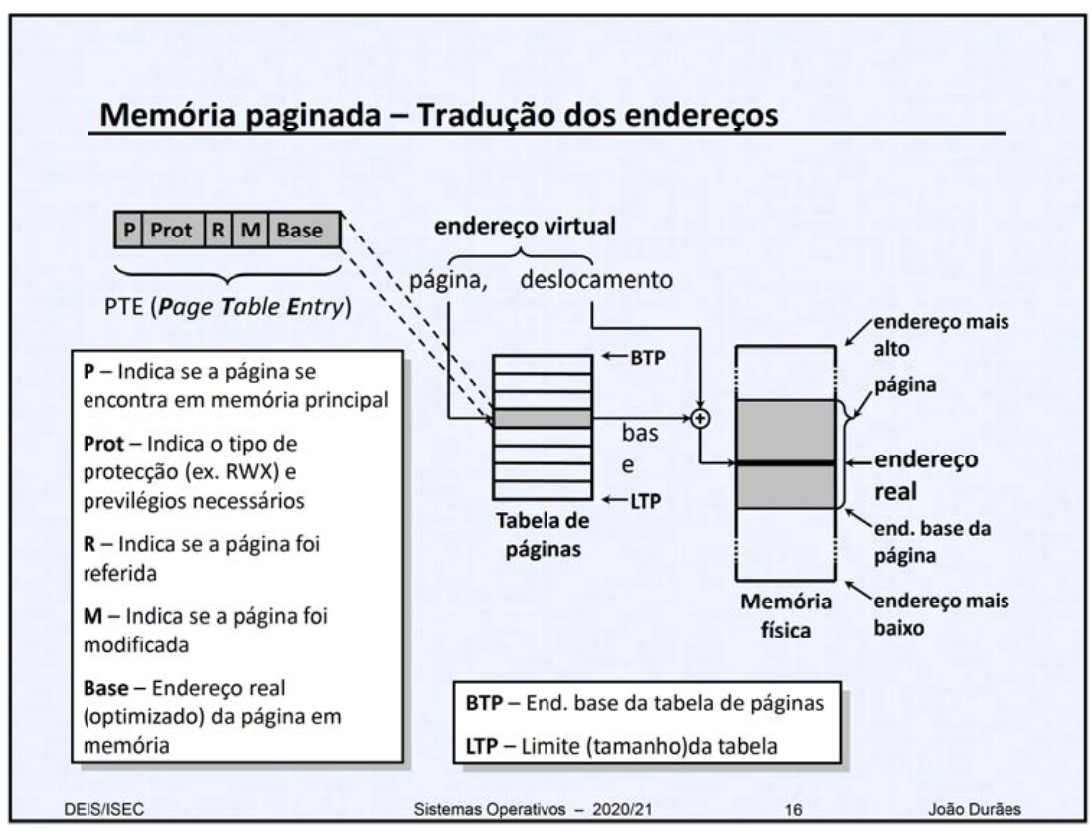 Memória paginada – Tradução dos endereços
P Prot R M Base
PTE (Page Table Entry)
endereço virtual
página, deslocamento
P – Indica se a página se
encontra em memória principal
Prot – Indica o tipo de
protecção (ex. RWX) e
previlégios necessários
R – Indica se a página foi
referida
M – Indica se a página foi
modificada
Base – Endereço real
(optimizado) da página em
memória
BTP
bas
e
LTP
Tabela de
páginas
endereço mais
alto
página
endereço
real
end. base da
página
endereço mais
baixo
Memória
física
BTP – End. base da tabela de páginas
LTP – Limite (tamanho)da tabela
DEIS/ISEC
Sistemas Operativos – 2020/21
16
João Durães